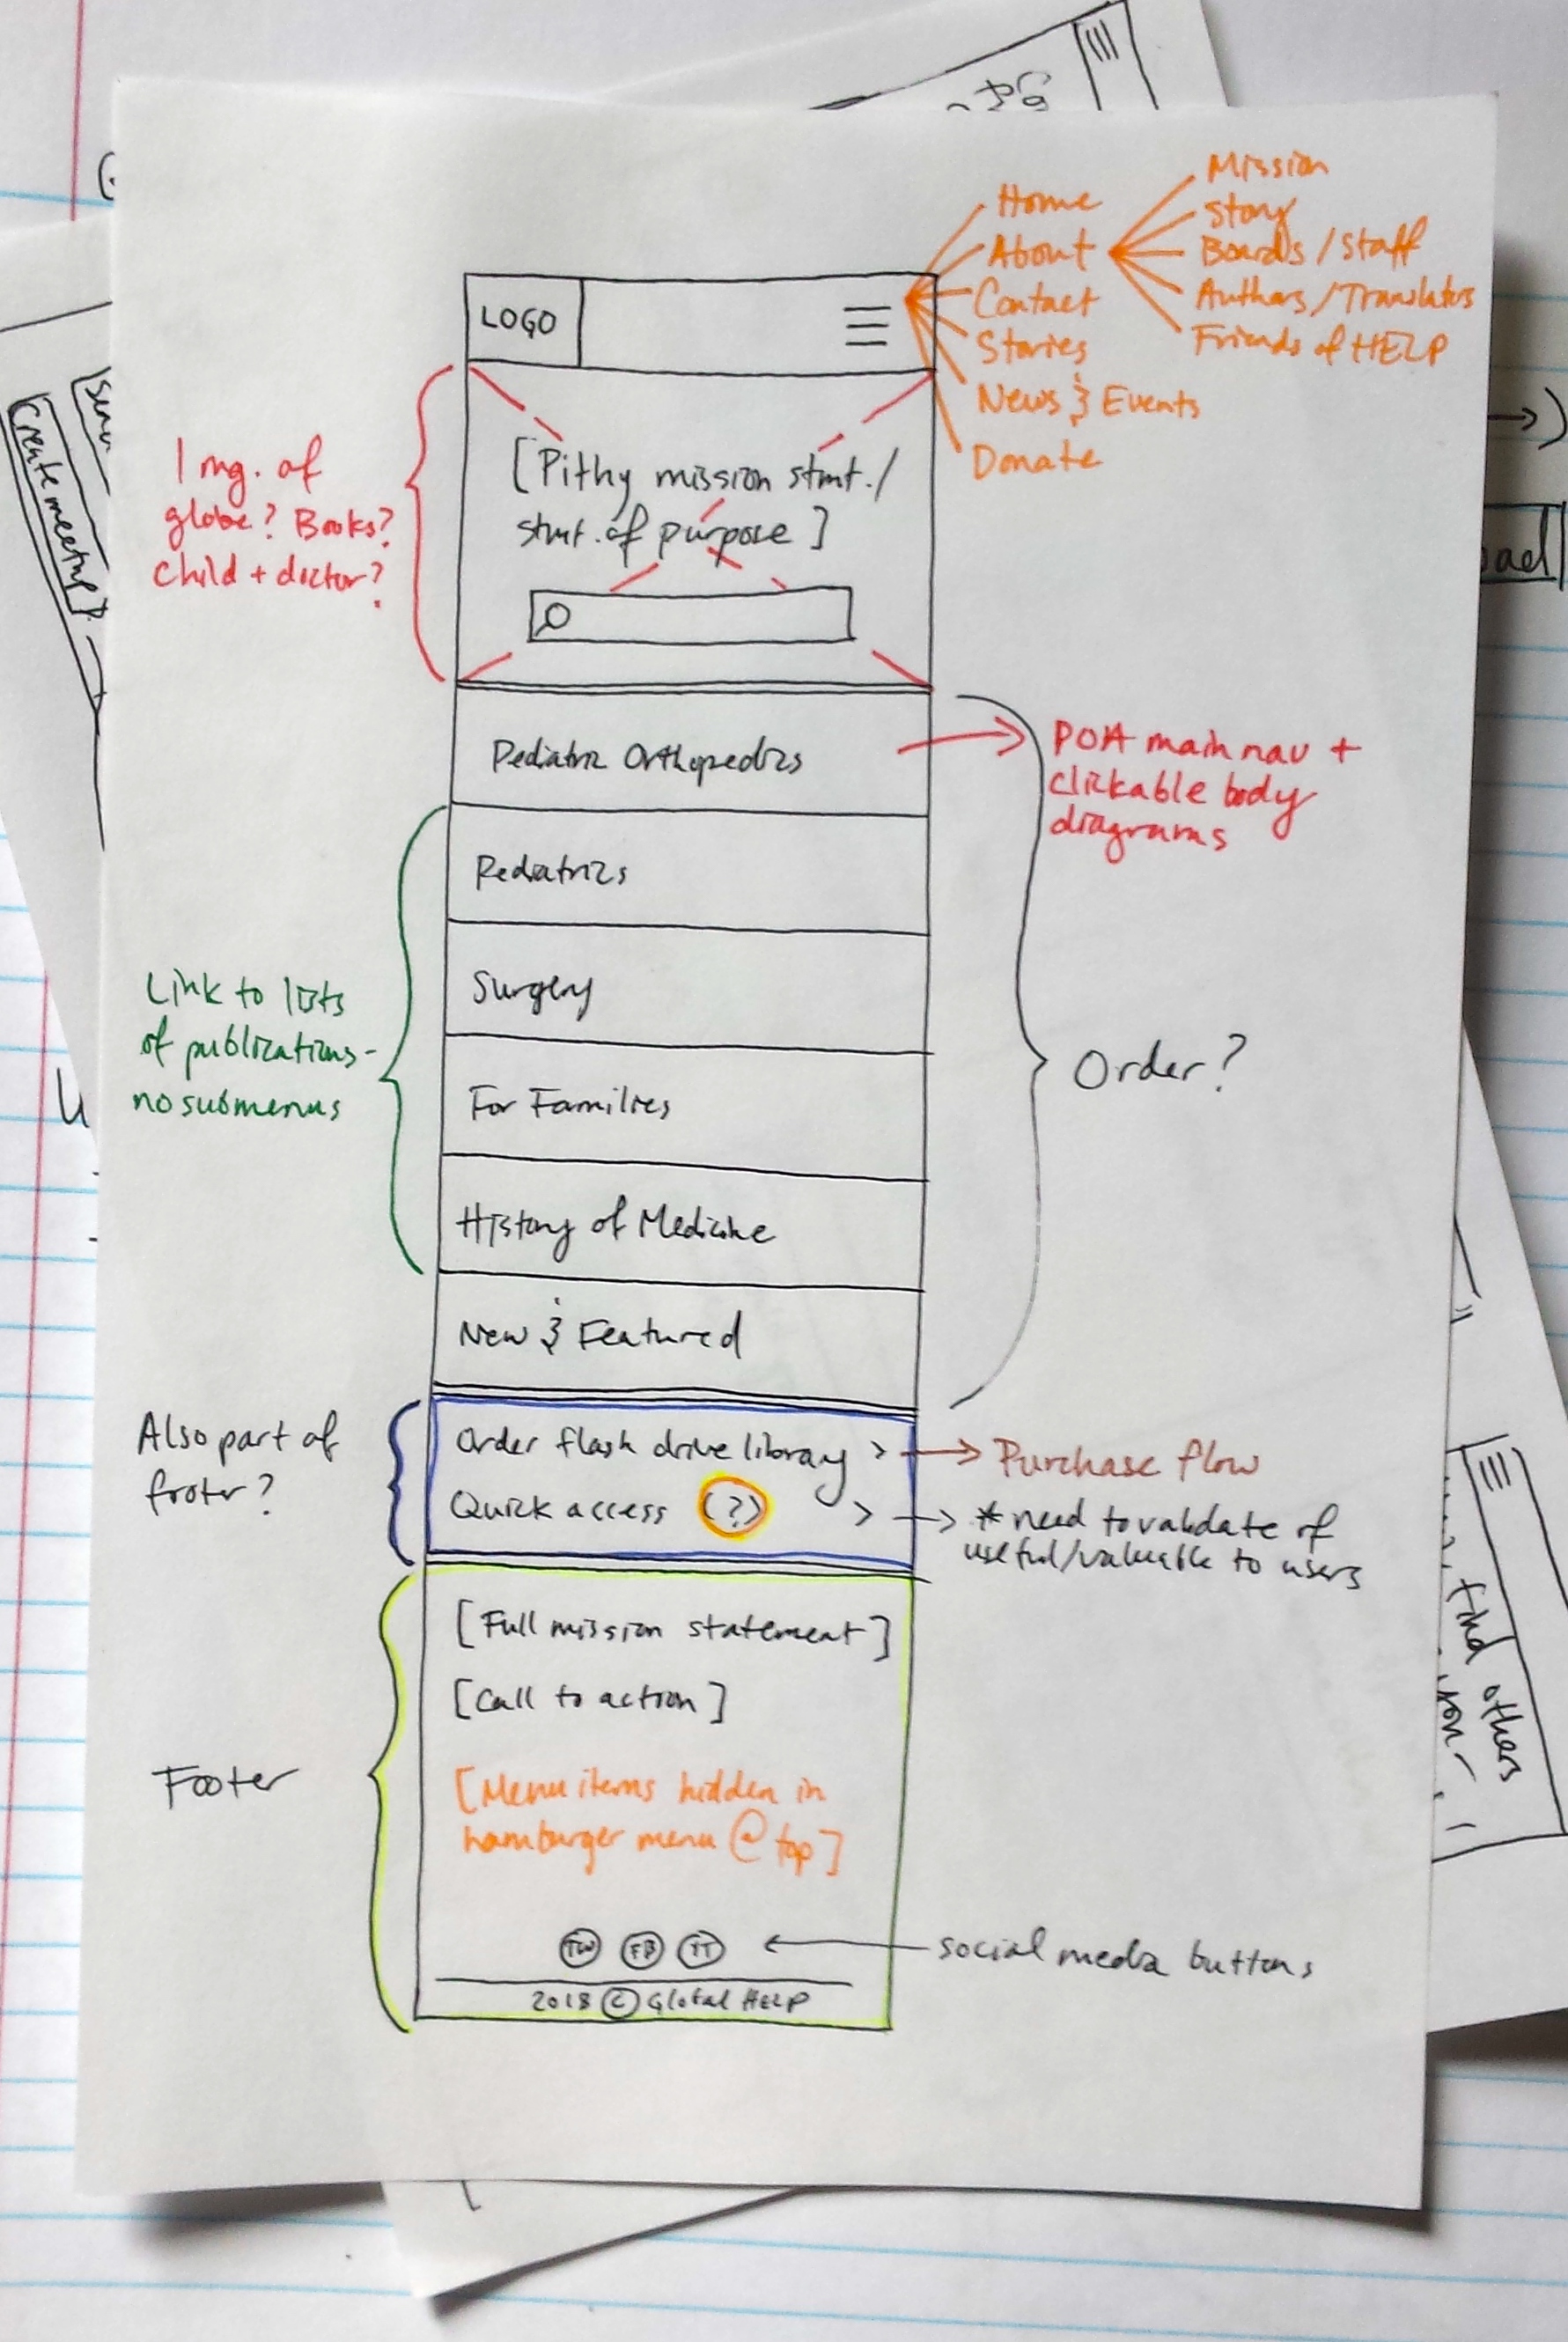 Home
About
Contact
Stories
News & Events
Donate
Mission
Story
Boards / Staff
Authors / Translators
Friends of HELP
LOGO
Img. of
globe? Books?
Child + doctor?
[Pithy mission stmt./
stmt. of purpose]
Pediatric Orthopedics
POA main nav +
clickable body
diagrams
Pediatrics
Surgery
For Families
History of Medicine
New & Featured
Link to lists
of publications-
no submenus
Order?
Also part of
footer?
Order flash drive library >
Purchase flow
Quick access (?) >
*need to validate if
useful/valuable to users
Footer
[Full mission statement]
[Call to action]
[Menu items hidden in
hamburger menu @ top]
TW FB YT
social media buttons
2018 © Global HELP
Create meetup
oad
find others